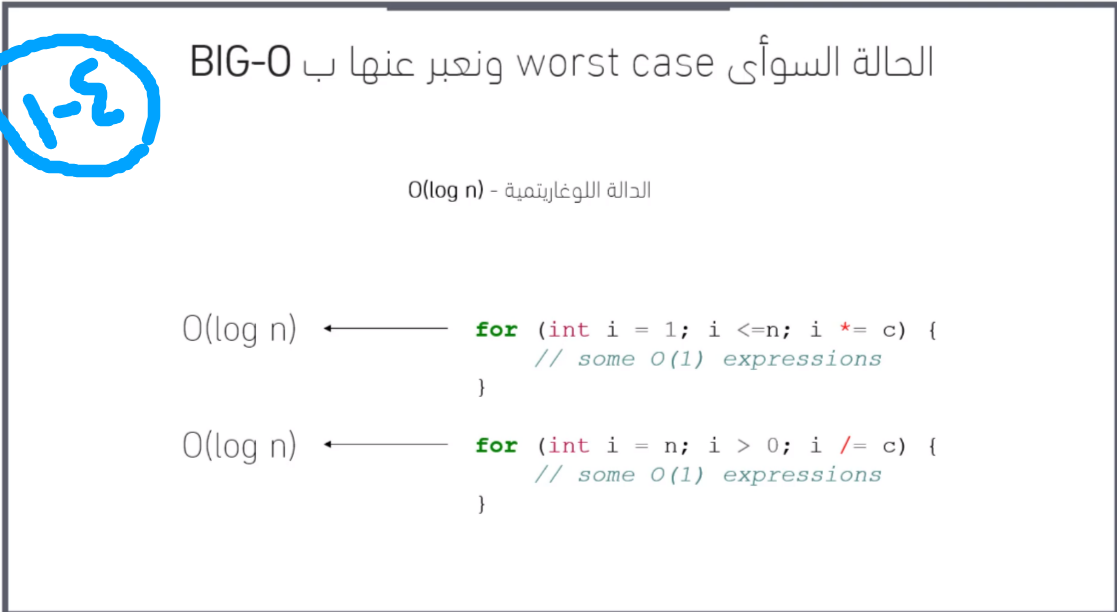 الحالة السوأى worst case ونعبر عنها ب BIG-O
١-٤
الدالة اللوغاريتمية - O(log n)
O(log n) ← for (int i = 1; i <=n; i *= c) {
// some O(1) expressions
}
O(log n) ← for (int i = n; i > 0; i /= c) {
// some O(1) expressions
}